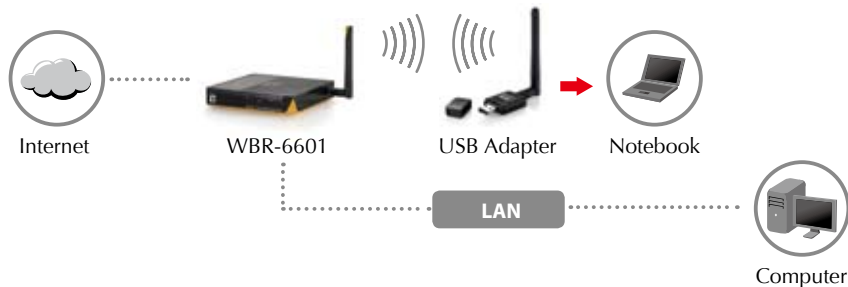 Internet
WBR-6601
USB Adapter
Notebook
LAN
Computer